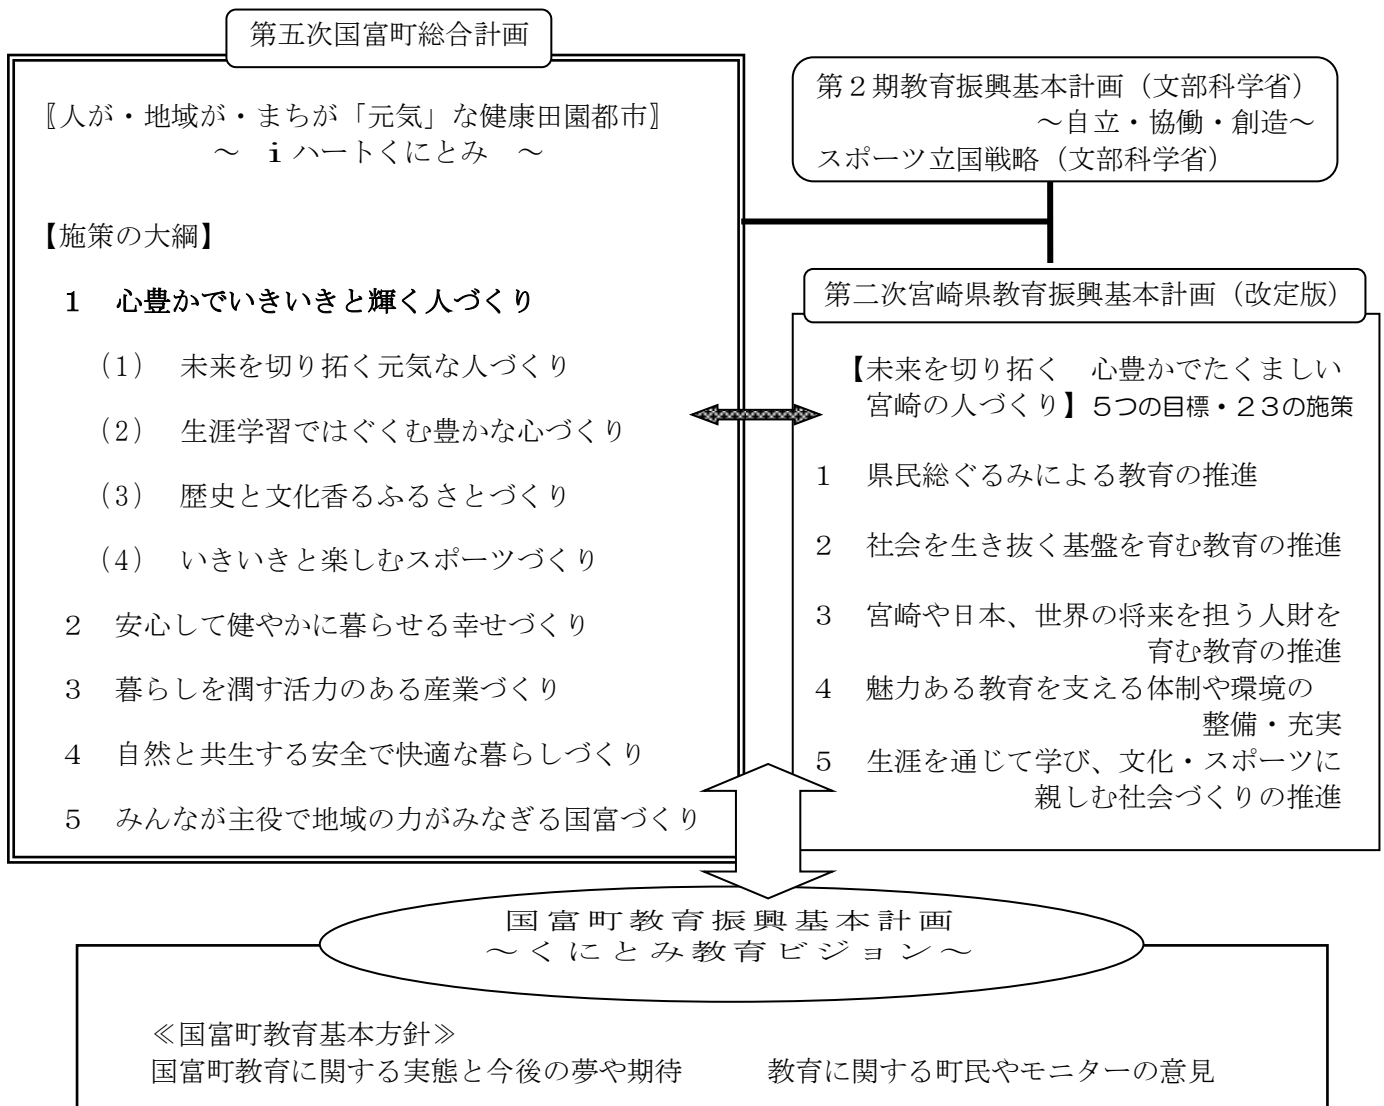 第五次国富町総合計画
〖人が・地域が・まちが「元気」な健康田園都市〗
～　ｉハートくにとみ　～
【施策の大綱】
１　心豊かでいきいきと輝く人づくり
(1)　未来を切り拓く元気な人づくり
(2)　生涯学習ではぐくむ豊かな心づくり
(3)　歴史と文化香るふるさとづくり
(4)　いきいきと楽しむスポーツづくり
２　安心して健やかに暮らせる幸せづくり
３　暮らしを潤す活力のある産業づくり
４　自然と共生する安全で快適な暮らしづくり
５　みんなが主役で地域の力がみなぎる国富づくり
第２期教育振興基本計画（文部科学省）
～自立・協働・創造～
スポーツ立国戦略（文部科学省）
第二次宮崎県教育振興基本計画（改定版）
【未来を切り拓く　心豊かでたくましい
宮崎の人づくり】５つの目標・２３の施策
１　県民総ぐるみによる教育の推進
２　社会を生き抜く基盤を育む教育の推進
３　宮崎や日本、世界の将来を担う人財を
育む教育の推進
４　魅力ある教育を支える体制や環境の
整備・充実
５　生涯を通じて学び、文化・スポーツに
親しむ社会づくりの推進
国富町教育振興基本計画
～くにとみ教育ビジョン～
≪国富町教育基本方針≫
国富町教育に関する実態と今後の夢や期待　　　教育に関する町民やモニターの意見